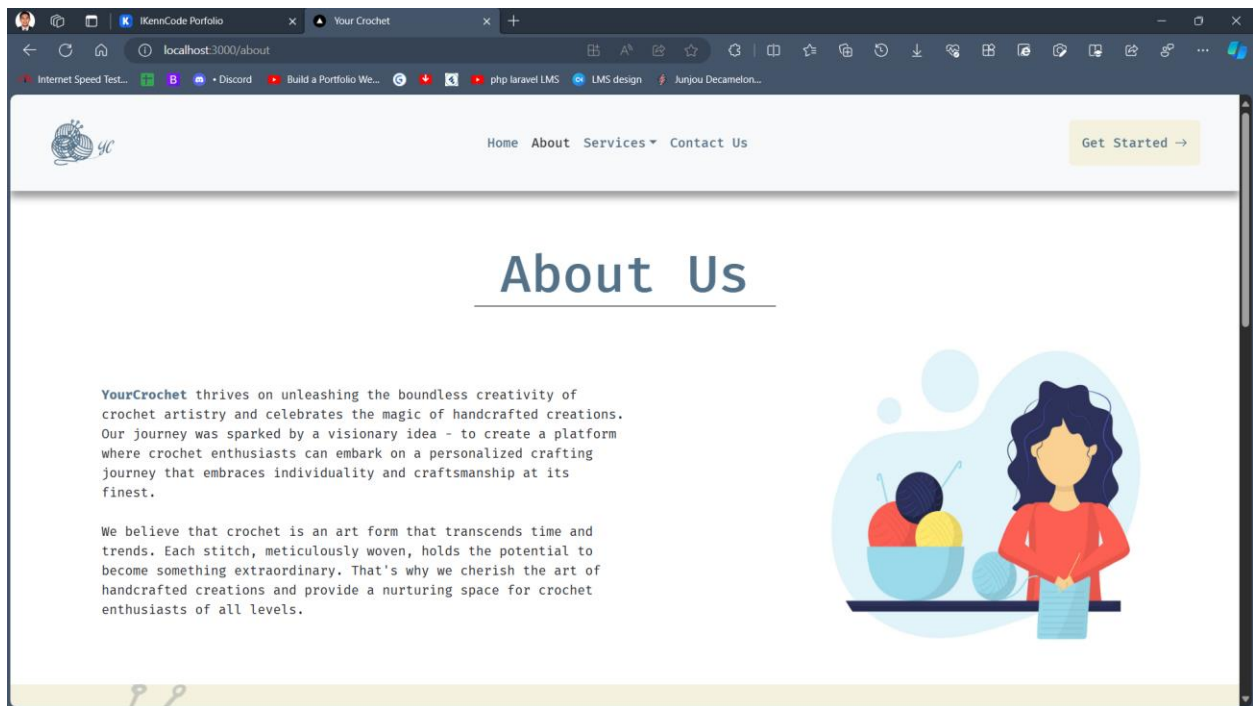 IKennCode Porfolio
Your Crochet
localhost:3000/about
Internet Speed Test...
• Discord
Build a Portfolio We...
php laravel LMS
LMS design
Junjou Decamelon...
YC
Home About Services Contact Us
Get Started →
About Us
YourCrochet thrives on unleashing the boundless creativity of
crochet artistry and celebrates the magic of handcrafted creations.
Our journey was sparked by a visionary idea - to create a platform
where crochet enthusiasts can embark on a personalized crafting
journey that embraces individuality and craftsmanship at its
finest.
We believe that crochet is an art form that transcends time and
trends. Each stitch, meticulously woven, holds the potential to
become something extraordinary. That's why we cherish the art of
handcrafted creations and provide a nurturing space for crochet
enthusiasts of all levels.